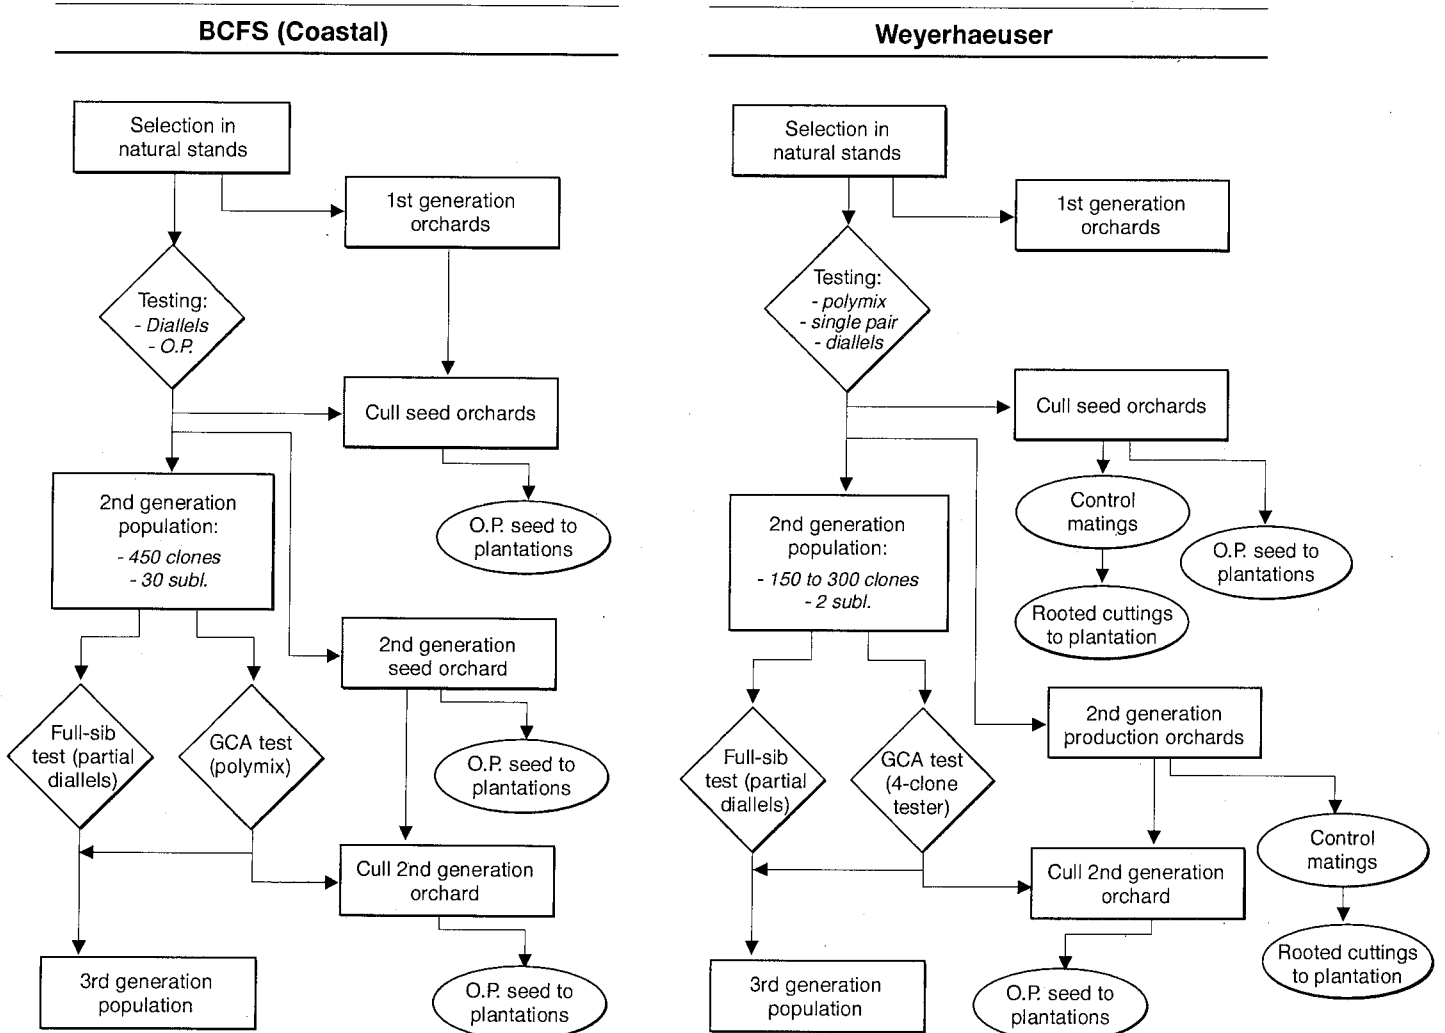 BCFS (Coastal)
Selection in
natural stands
1st generation
orchards
Testing:
- Diallels
- O.P.
Cull seed orchards
2nd generation
population:
- 450 clones
- 30 subl.
O.P. seed to
plantations
2nd generation
seed orchard
Full-sib
test (partial
diallels)
GCA test
(polymix)
O.P. seed to
plantations
Cull 2nd generation
orchard
3rd generation
population
O.P. seed to
plantations
Weyerhaeuser
Selection in
natural stands
1st generation
orchards
Testing:
- polymix
- single pair
- diallels
Cull seed orchards
Control
matings
O.P. seed to
plantations
2nd generation
population:
- 150 to 300 clones
- 2 subl.
Rooted cuttings
to plantation
2nd generation
production orchards
Full-sib
test (partial
diallels)
GCA test
(4-clone
tester)
Control
matings
Cull 2nd generation
orchard
Rooted cuttings
to plantation
3rd generation
population
O.P. seed to
plantations